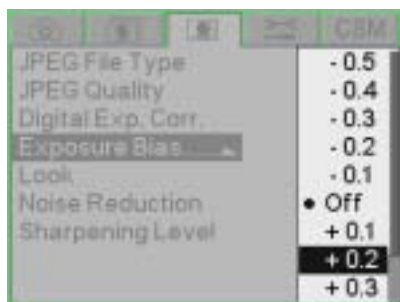 CSM
JPEG File Type
JPEG Quality
Digital Exp. Corr.
Exposure Bias
Look
Noise Reduction
Sharpening Level
- 0.5
- 0.4
- 0.3
- 0.2
- 0.1
• Off
+ 0.1
+ 0.2
+ 0.3